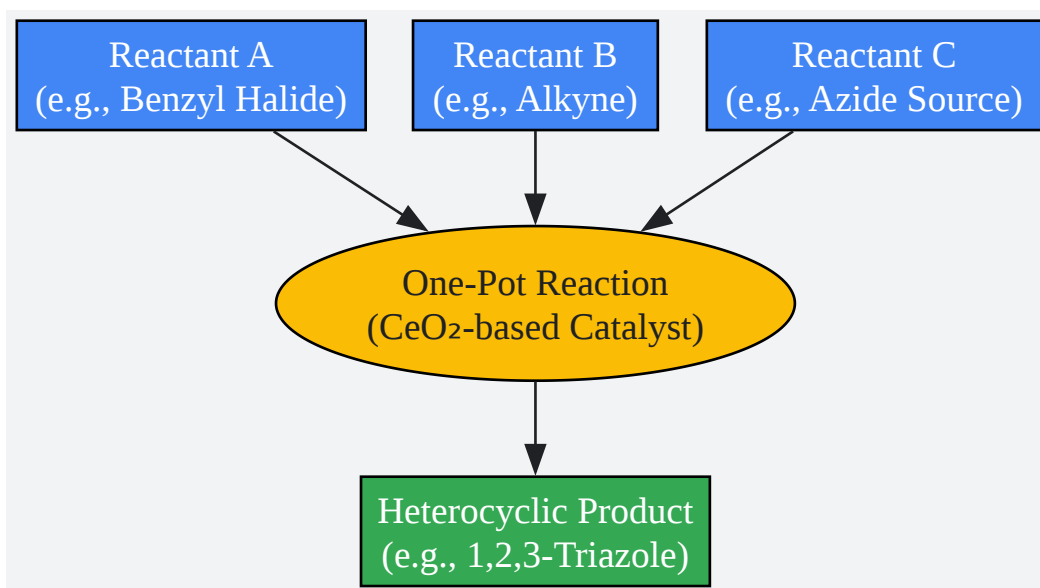 Reactant A
(e.g., Benzyl Halide)
Reactant B
(e.g., Alkyne)
Reactant C
(e.g., Azide Source)
One-Pot Reaction
(CeO₂-based Catalyst)
Heterocyclic Product
(e.g., 1,2,3-Triazole)